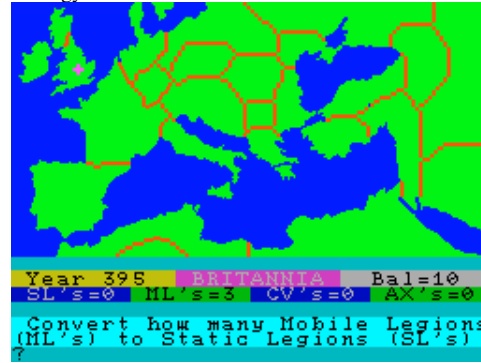 Year 395 BRITANNIA Bal=10
SL's=0 ML's=3 CV's=0 AX's=0
Convert how many Mobile Legions
(ML's) to Static Legions (SL's)
?